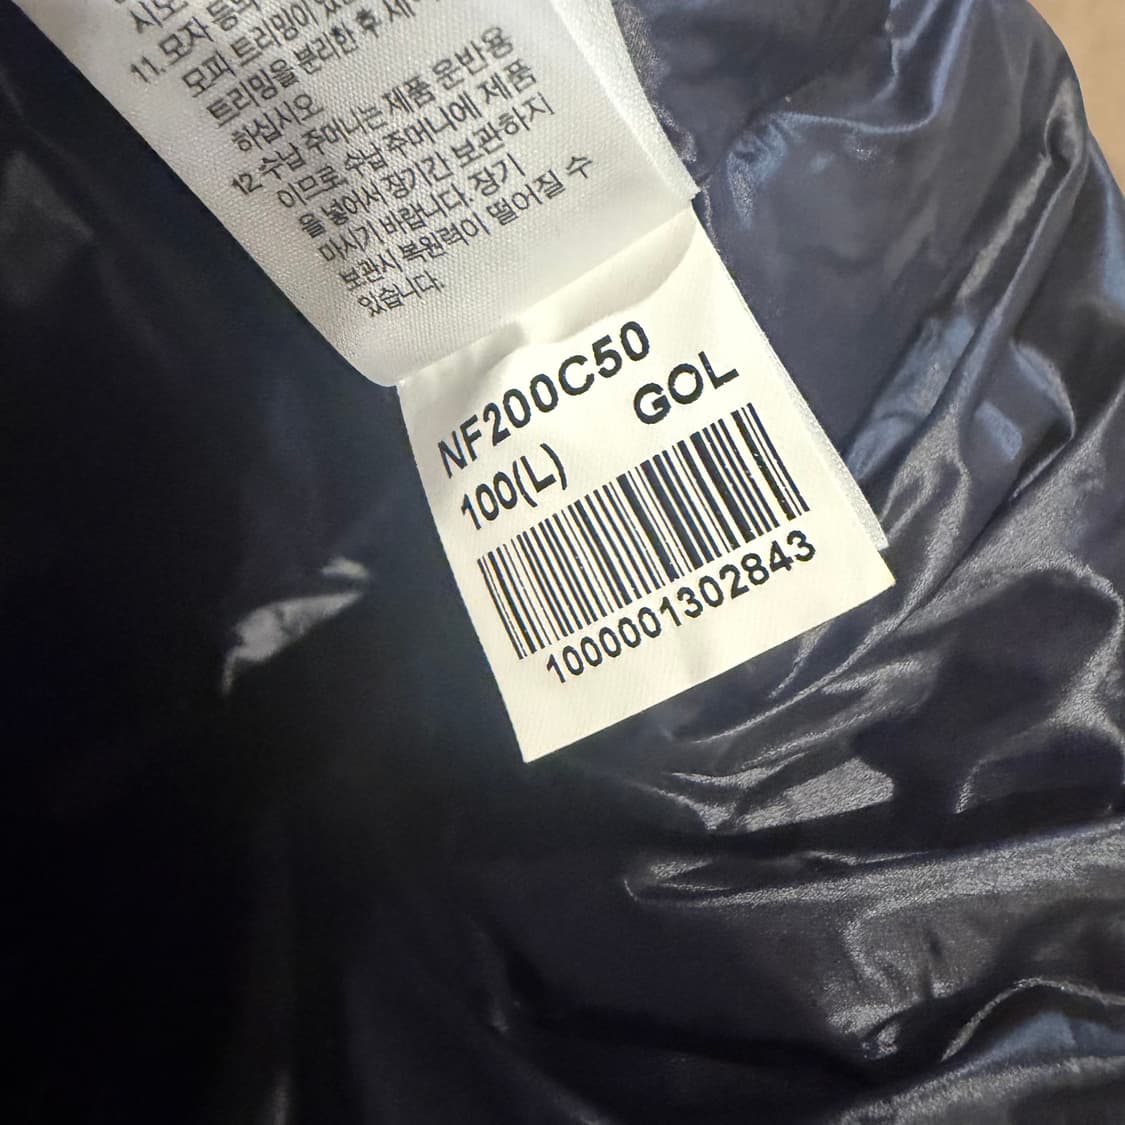 시오
11. 모자 등의
모피 트리밍이 있는
트리밍을 분리한 후 세
하십시오
12 수납 주머니는 제품 운반용
이므로 수납 주머니에 제품
을 넣어서 장기간 보관하지
마시기 바랍니다. 장기
보관시 복원력이 떨어질 수
있습니다.
NF200C50
GOL
100(L)
1000001302843